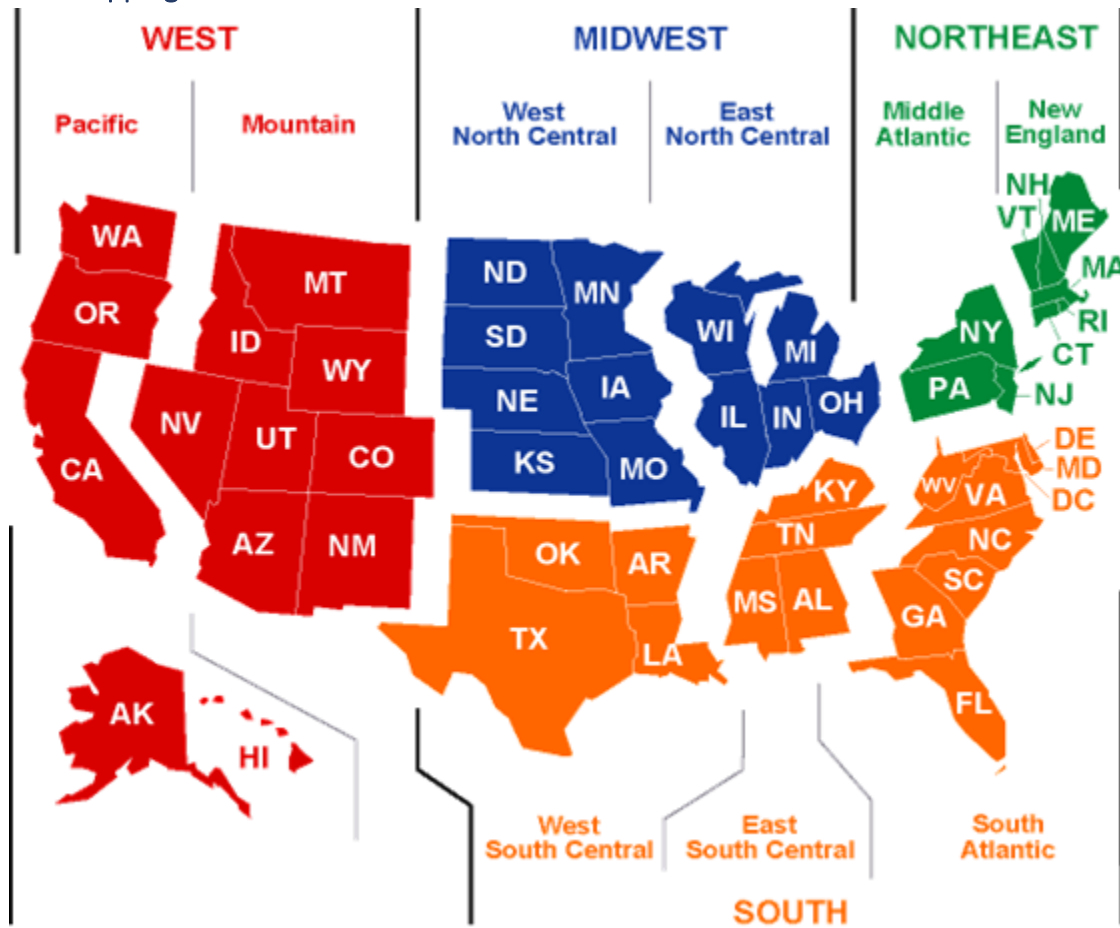 WEST
MIDWEST
NORTHEAST
Pacific
Mountain
West
North Central
East
North Central
Middle
Atlantic
New
England
WA
OR
CA
MT
ID
WY
NV
UT
CO
AZ
NM
AK
HI
ND
SD
NE
KS
MN
IA
MO
WI
MI
IL
IN
OH
NH
VT
ME
MA
RI
CT
NY
PA
NJ
DE
MD
DC
WV
VA
NC
SC
GA
FL
KY
TN
MS
AL
OK
AR
TX
LA
West
South Central
East
South Central
South
Atlantic
SOUTH